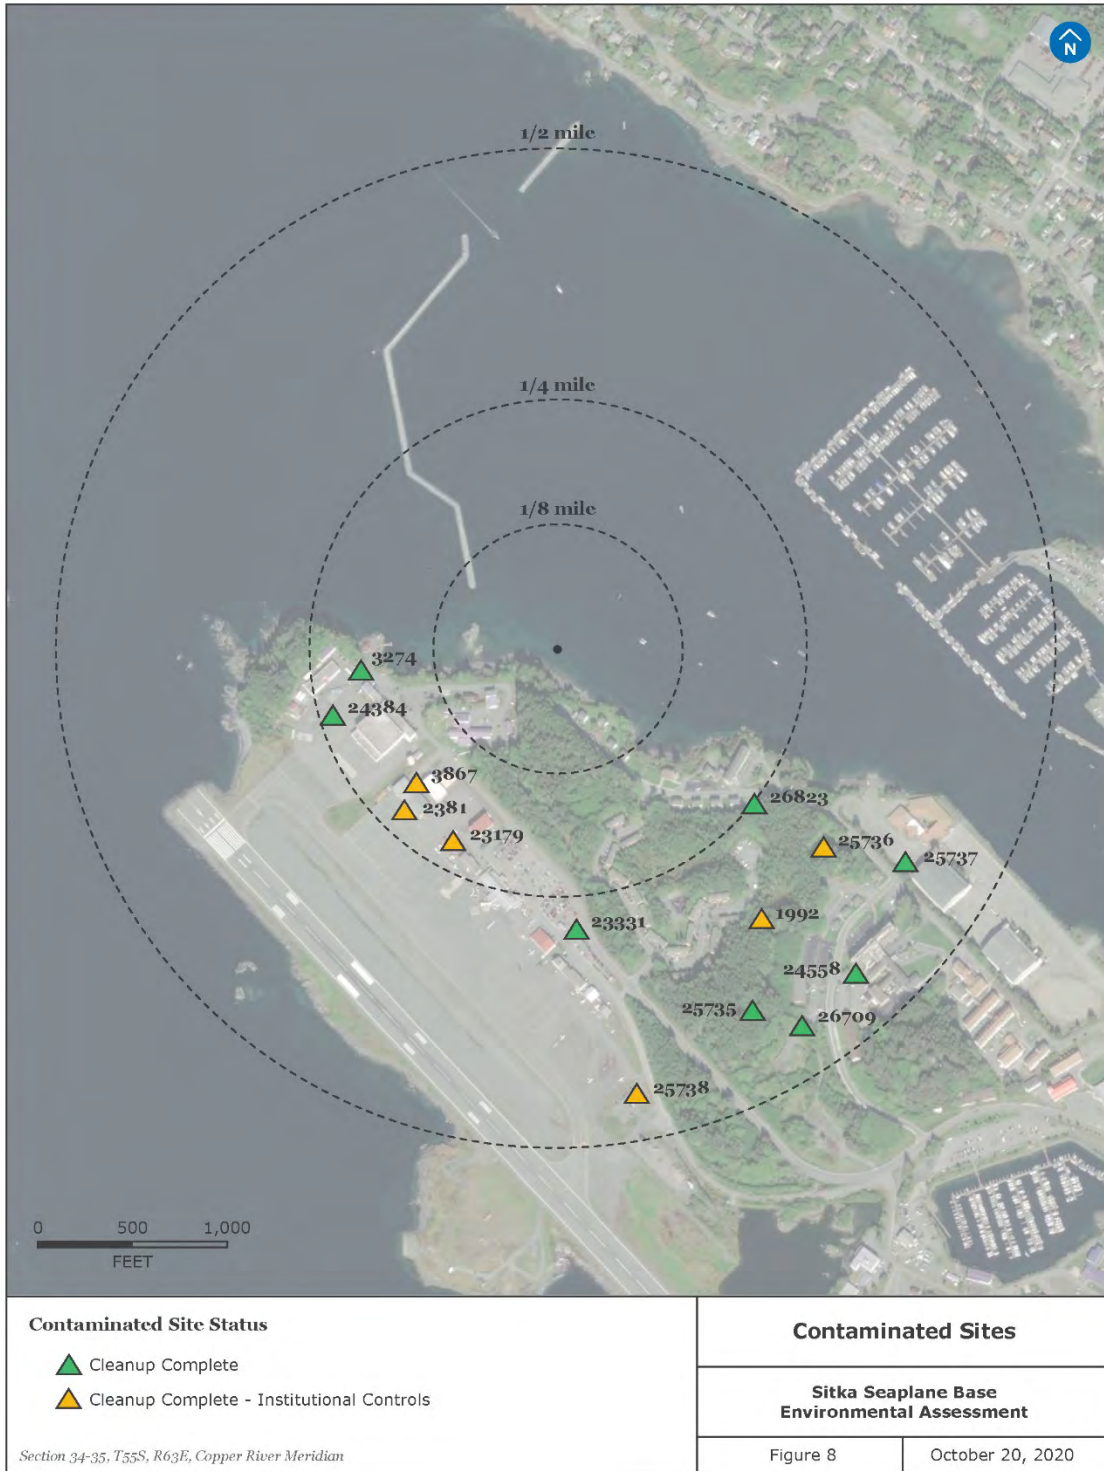 N
1/2 mile
1/4 mile
1/8 mile
3274
24384
3867
2381
23179
26823
25736
25737
23331
1992
24558
25735
26709
25738
0 500 1,000
FEET
Contaminated Site Status
Cleanup Complete
Cleanup Complete - Institutional Controls
Section 34-35, T55S, R63E, Copper River Meridian
Contaminated Sites
Sitka Seaplane Base
Environmental Assessment
Figure 8
October 20, 2020